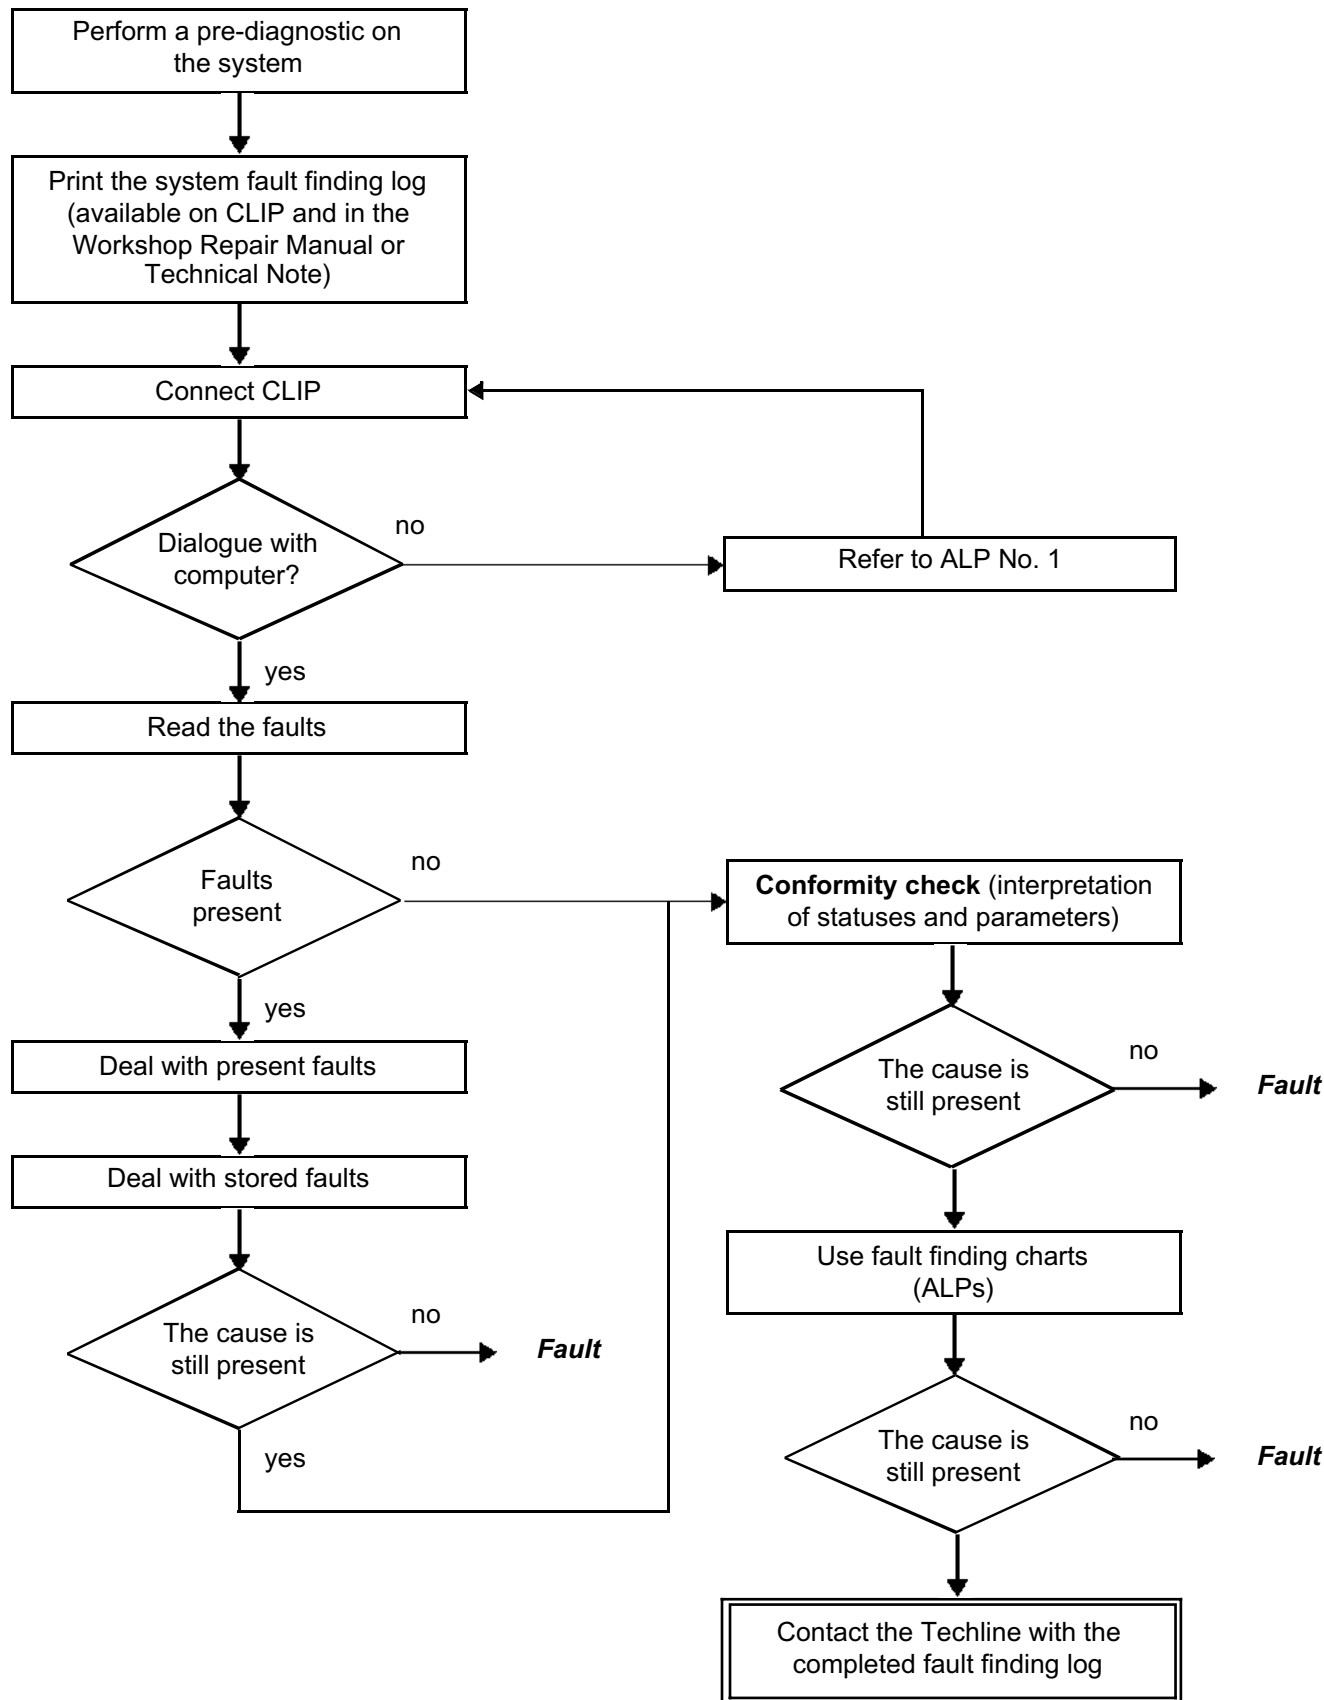 Perform a pre-diagnostic on
the system
Print the system fault finding log
(available on CLIP and in the
Workshop Repair Manual or
Technical Note)
Connect CLIP
Dialogue with
computer?
no
Refer to ALP No. 1
yes
Read the faults
Faults
present
no
yes
Deal with present faults
Deal with stored faults
The cause is
still present
no
Fault
yes
Conformity check (interpretation
of statuses and parameters)
The cause is
still present
no
Fault
Use fault finding charts
(ALPs)
The cause is
still present
no
Fault
Contact the Techline with the
completed fault finding log